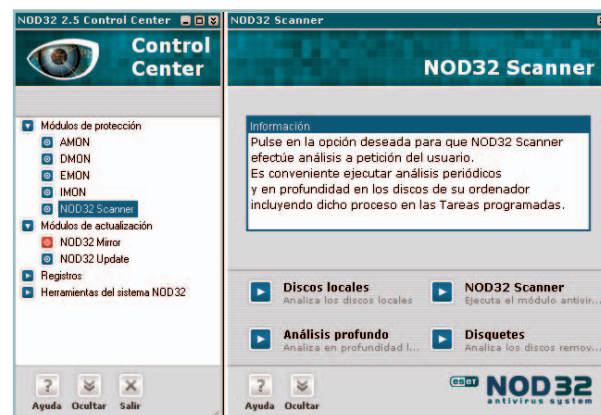 NOD32 2.5 Control Center
Control
Center
Módulos de protección
AMON
DMON
EMON
IMON
NOD32 Scanner
Módulos de actualización
NOD32 Mirror
NOD32 Update
Registros
Herramientas del sistema NOD32
Ayuda Ocultar Salir
NOD32 Scanner
NOD32 Scanner
Información
Pulse en la opción deseada para que NOD32 Scanner
efectúe análisis a petición del usuario.
Es conveniente ejecutar análisis periódicos
y en profundidad en los discos de su ordenador
incluyendo dicho proceso en las Tareas programadas.
Discos locales
Analiza los discos locales
NOD32 Scanner
Ejecuta el módulo antivir...
Análisis profundo
Analiza en profundidad l...
Disquetes
Analiza los discos remov...
Ayuda Ocultar
eset NOD32
antivirus system